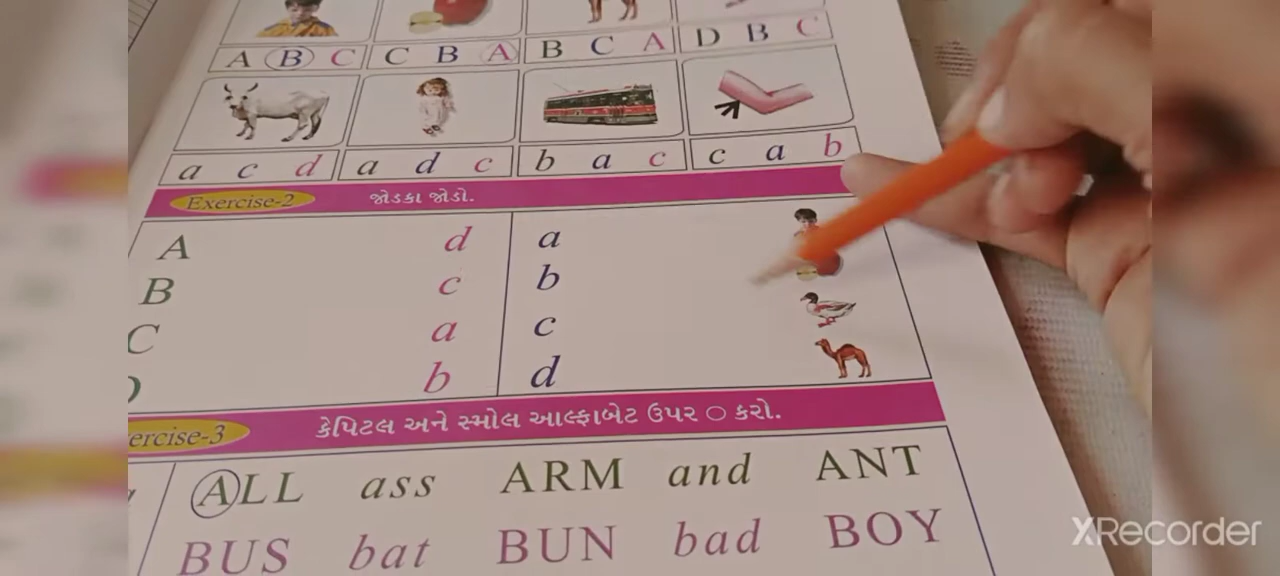 A B C C B A B C A D B C
a c d a d c b a c c a b
Exercise-2 જોડકા જોડો.
A d a
B c b
C a c
b d
ercise-3 કેપિટલ અને સ્મોલ આલ્ફાબેટ ઉપર ○ કરો.
ALL ass ARM and ANT
BUS bat BUN bad BOY
XRecorder